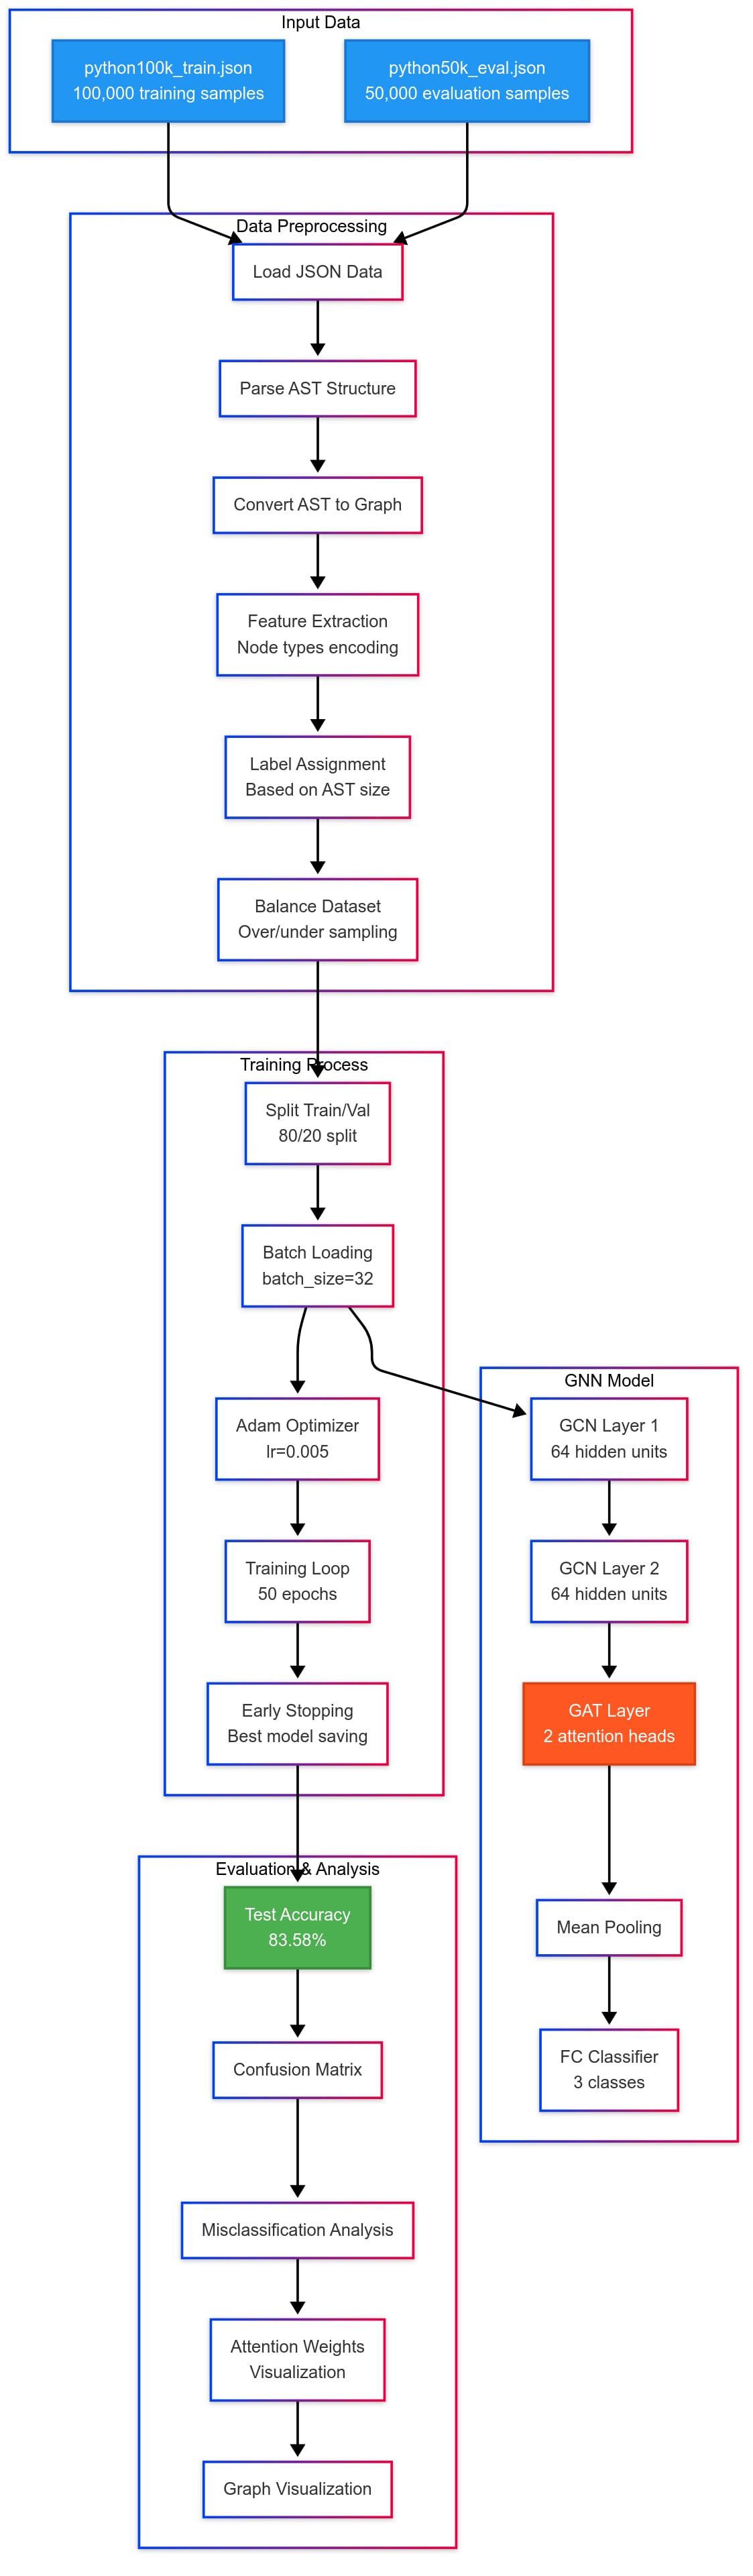 Input Data
python100k_train.json
100,000 training samples
python50k_eval.json
50,000 evaluation samples
Data Preprocessing
Load JSON Data
Parse AST Structure
Convert AST to Graph
Feature Extraction
Node types encoding
Label Assignment
Based on AST size
Balance Dataset
Over/under sampling
Training Process
Split Train/Val
80/20 split
Batch Loading
batch_size=32
Adam Optimizer
lr=0.005
Training Loop
50 epochs
Early Stopping
Best model saving
GNN Model
GCN Layer 1
64 hidden units
GCN Layer 2
64 hidden units
GAT Layer
2 attention heads
Mean Pooling
FC Classifier
3 classes
Evaluation & Analysis
Test Accuracy
83.58%
Confusion Matrix
Misclassification Analysis
Attention Weights
Visualization
Graph Visualization